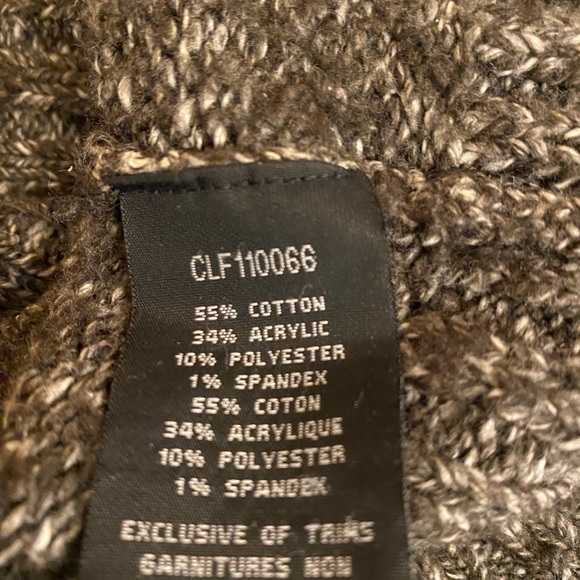 CLF110066
55% COTTON
34% ACRYLIC
10% POLYESTER
1% SPANDEX
55% COTON
34% ACRYLIQUE
10% POLYESTER
1% SPANDEX
EXCLUSIVE OF TRIMS
GARNITURES NON